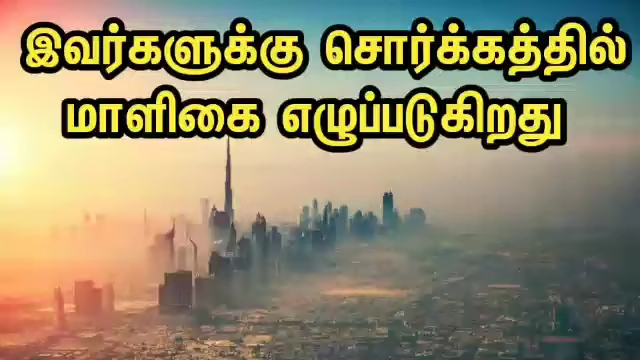 இவர்களுக்கு சொர்க்கத்தில்
மாளிகை எழுப்படுகிறது